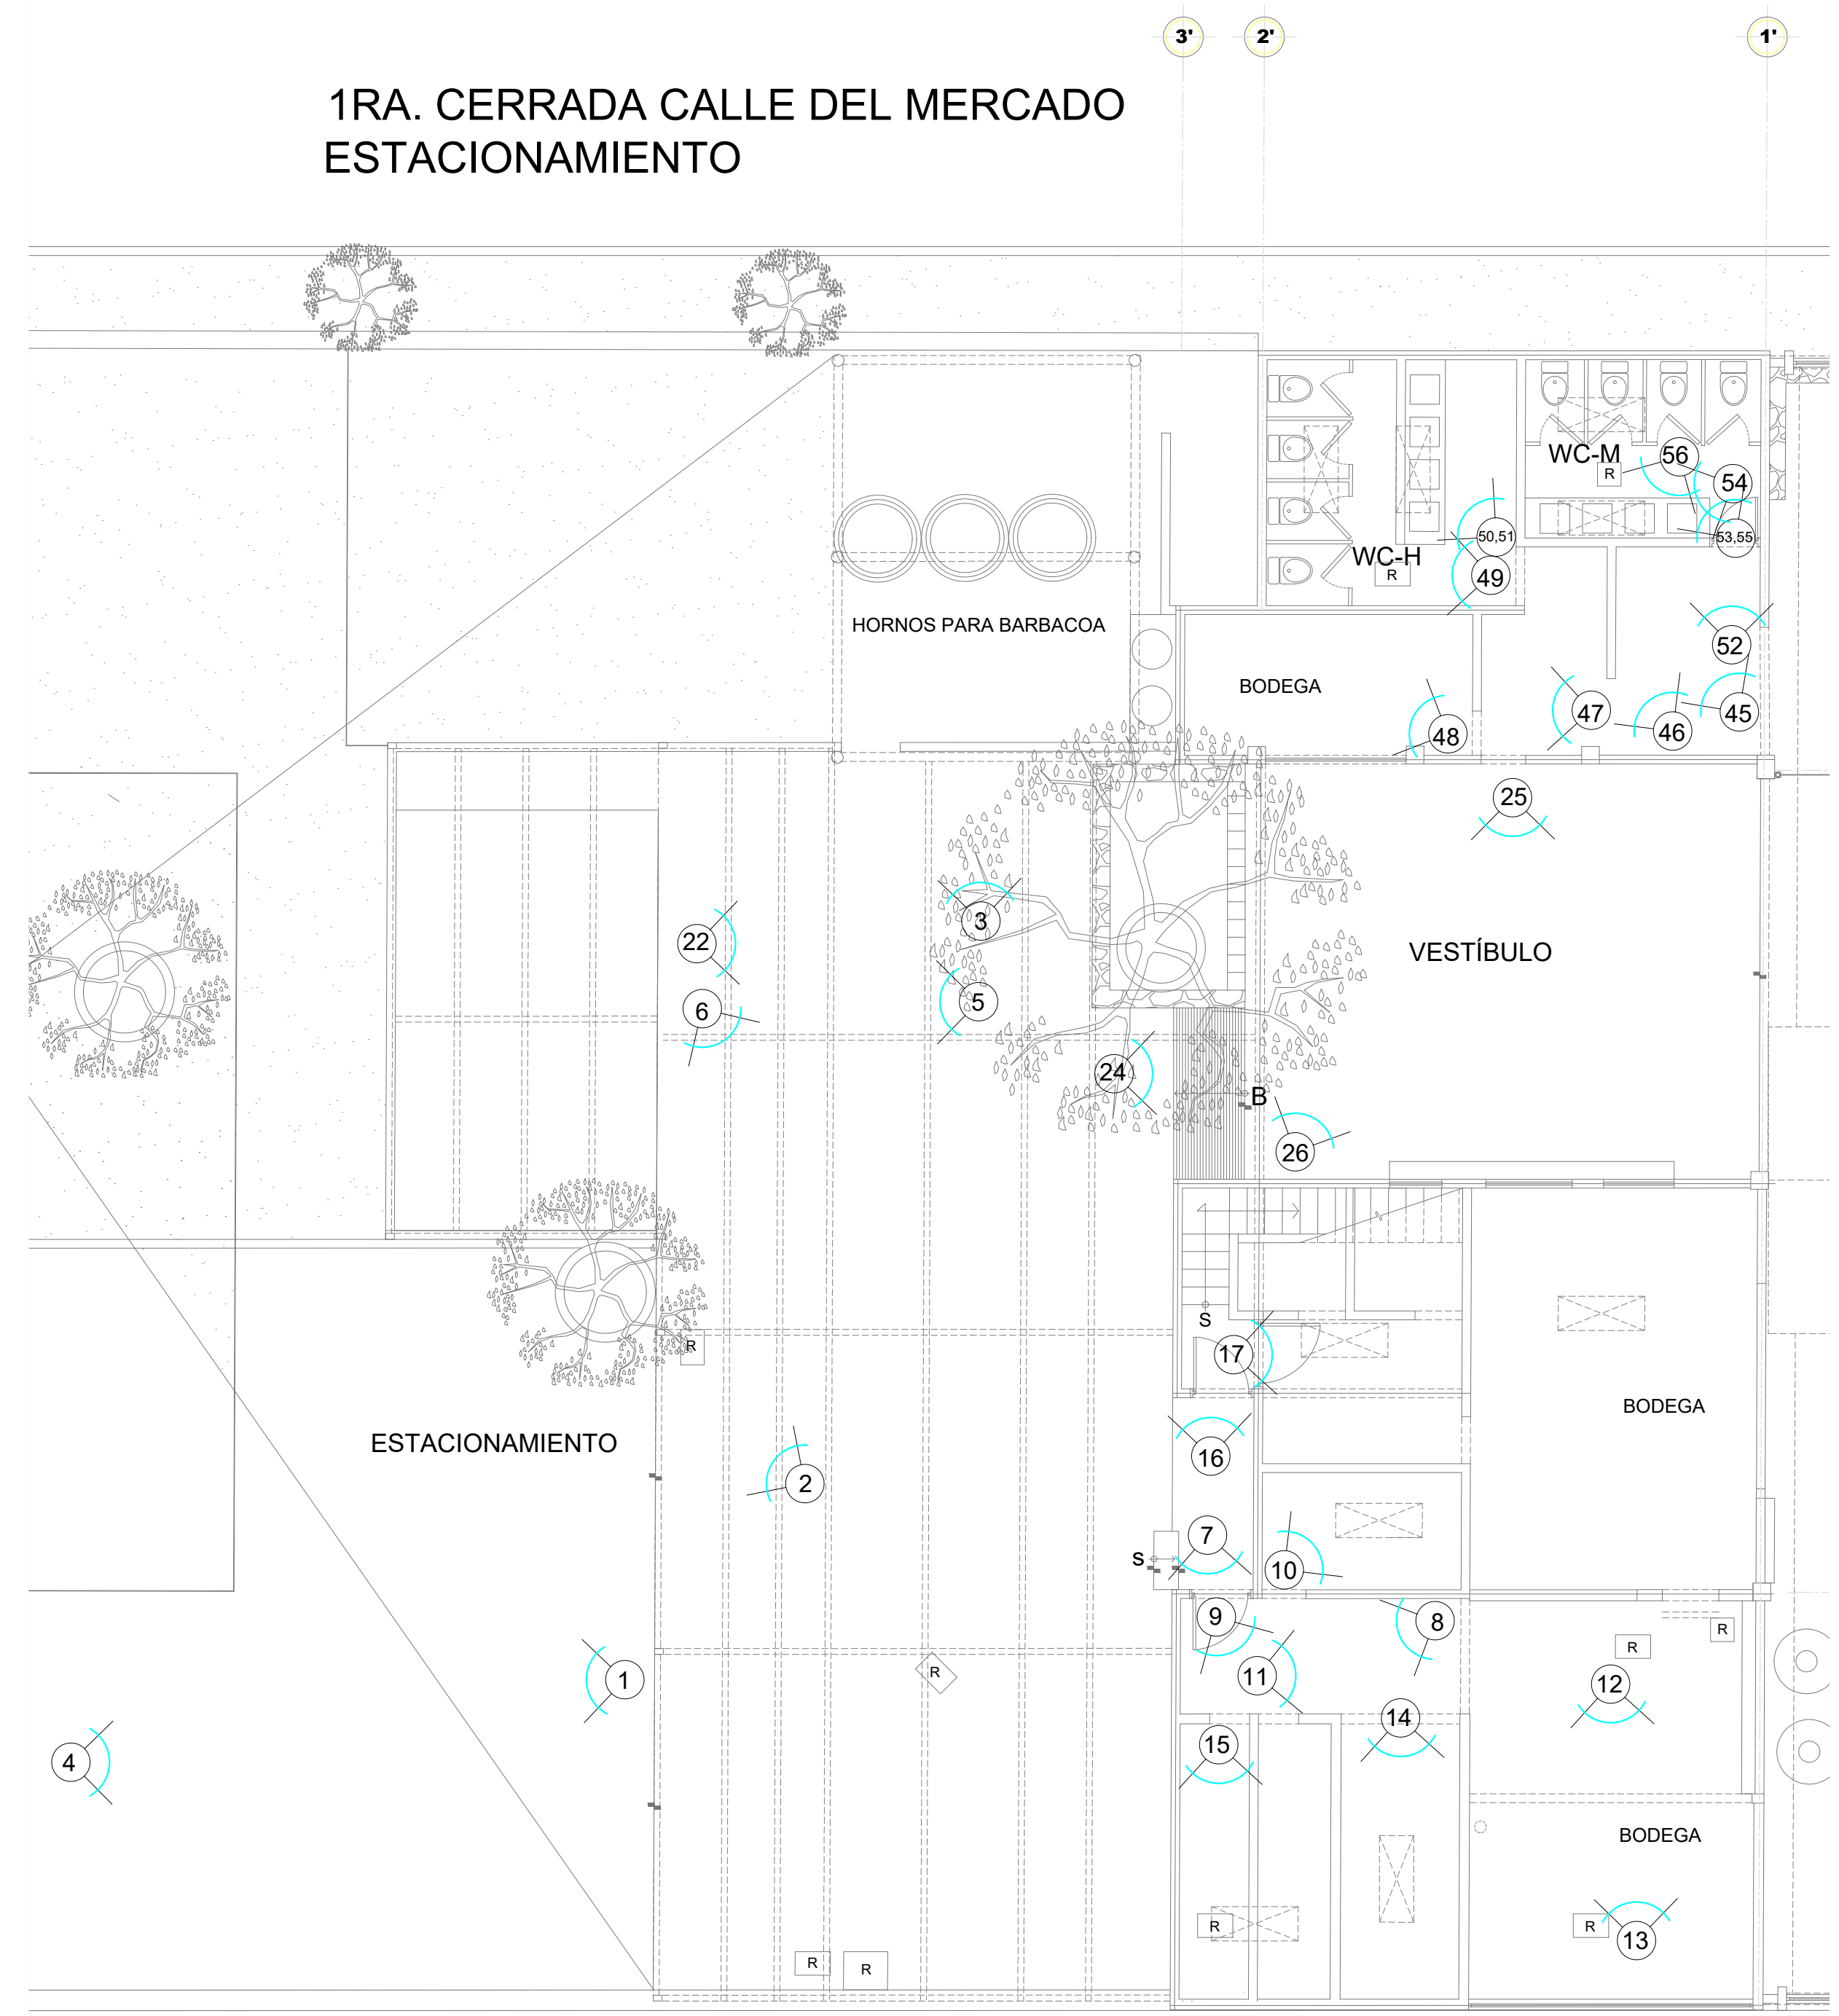 3'
2'
1'
1RA. CERRADA CALLE DEL MERCADO
ESTACIONAMIENTO
WC-M
56
R
54
50,51
53,55
WC-H
R
49
HORNOS PARA BARBACOA
52
BODEGA
47
45
46
48
25
3
22
VESTÍBULO
5
6
24
B
26
S
R
17
BODEGA
ESTACIONAMIENTO
16
2
7
S
10
9
8
R
R
11
1
R
12
14
15
4
BODEGA
R
R
13
R
R